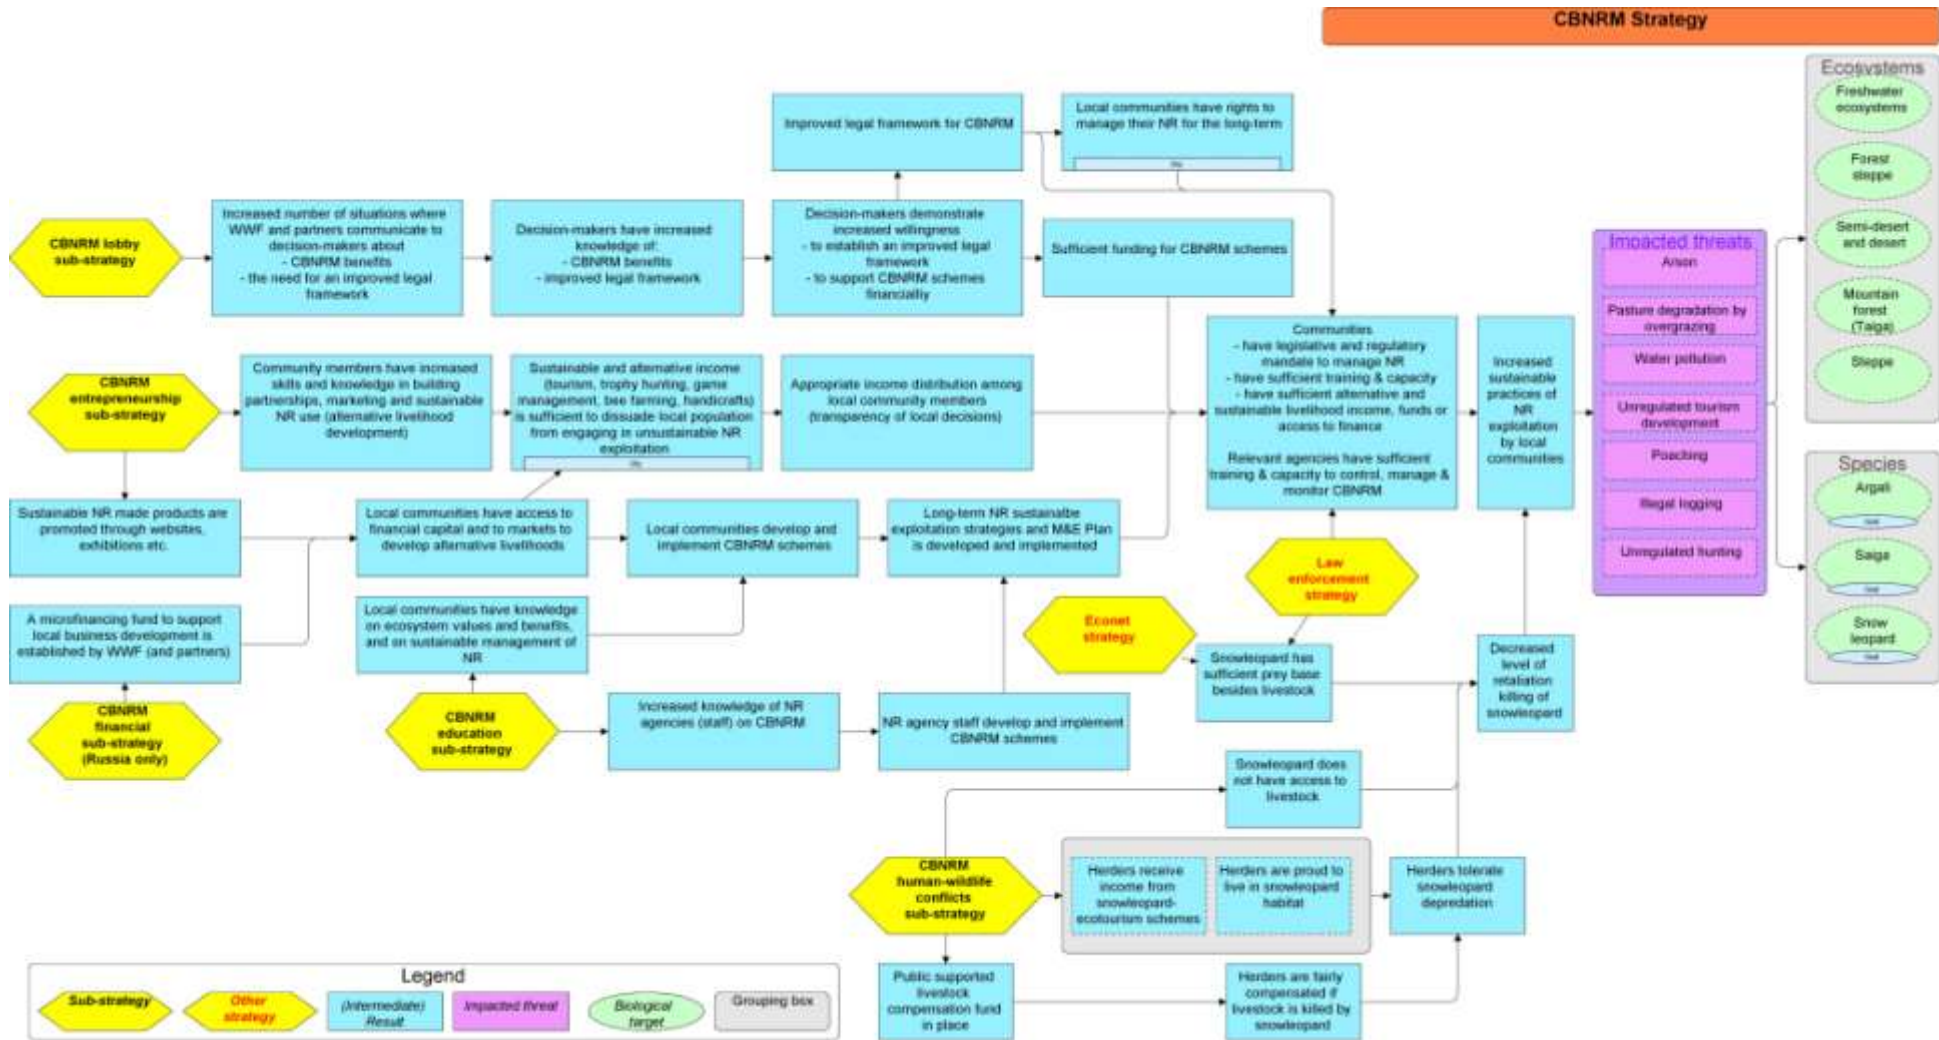 CBNRM Strategy
Ecosystems
Freshwater
ecosystems
Forest
steppe
Semi-desert
and desert
Mountain
forest
(Taiga)
Steppe
Improved legal framework for CBNRM
Local communities have rights to
manage their NR for the long-term
CBNRM lobby
sub-strategy
Increased number of situations where
WWF and partners communicate to
decision-makers about
- CBNRM benefits
- the need for an improved legal
framework
Decision-makers have increased
knowledge of:
- CBNRM benefits
- improved legal framework
Decision-makers demonstrate
increased willingness
- to establish an improved legal
framework
- to support CBNRM schemes
financially
Sufficient funding for CBNRM schemes
Impacted threats
Arson
Pasture degradation by
overgrazing
Water pollution
Unregulated tourism
development
Poaching
Illegal logging
Unregulated hunting
CBNRM
entrepreneurship
sub-strategy
Community members have increased
skills and knowledge in building
partnerships, marketing and sustainable
NR use (alternative livelihood
development)
Sustainable and alternative income
(tourism, trophy hunting, game
management, bee farming, handicrafts)
is sufficient to dissuade local population
from engaging in unsustainable NR
exploitation
Appropriate income distribution among
local community members
(transparency of local decisions)
Communities
- have legislative and regulatory
mandate to manage NR
- have sufficient training & capacity
- have sufficient alternative and
sustainable livelihood income, funds or
access to finance
Relevant agencies have sufficient
training & capacity to control, manage &
monitor CBNRM
Increased
sustainable
practices of
NR
exploitation
by local
communities
Species
Argali
Saiga
Snow
leopard
Sustainable NR made products are
promoted through websites,
exhibitions etc.
Local communities have access to
financial capital and to markets to
develop alternative livelihoods
Local communities develop and
implement CBNRM schemes
Long-term NR sustainalbe
exploitation strategies and M&E Plan
is developed and implemented
Law
enforcement
strategy
Econet
strategy
A microfinancing fund to support
local business development is
established by WWF (and partners)
Local communities have knowledge
on ecosystem values and benefits,
and on sustainable management of
NR
Snowleopard has
sufficient prey base
besides livestock
Decreased
level of
retaliation
killing of
snowleopard
CBNRM
financial
sub-strategy
(Russia only)
CBNRM
education
sub-strategy
Increased knowledge of NR
agencies (staff) on CBNRM
NR agency staff develop and implement
CBNRM schemes
Snowleopard does
not have access to
livestock
CBNRM
human-wildlife
conflicts
sub-strategy
Herders receive
income from
snowleopard-
ecotourism schemes
Herders are proud to
live in snowleopard
habitat
Herders tolerate
snowleopard
depredation
Public supported
livestock
compensation fund
in place
Herders are fairly
compensated if
livestock is killed by
snowleopard
Legend
Sub-strategy
Other
strategy
(Intermediate)
Result
Impacted threat
Biological
target
Grouping box